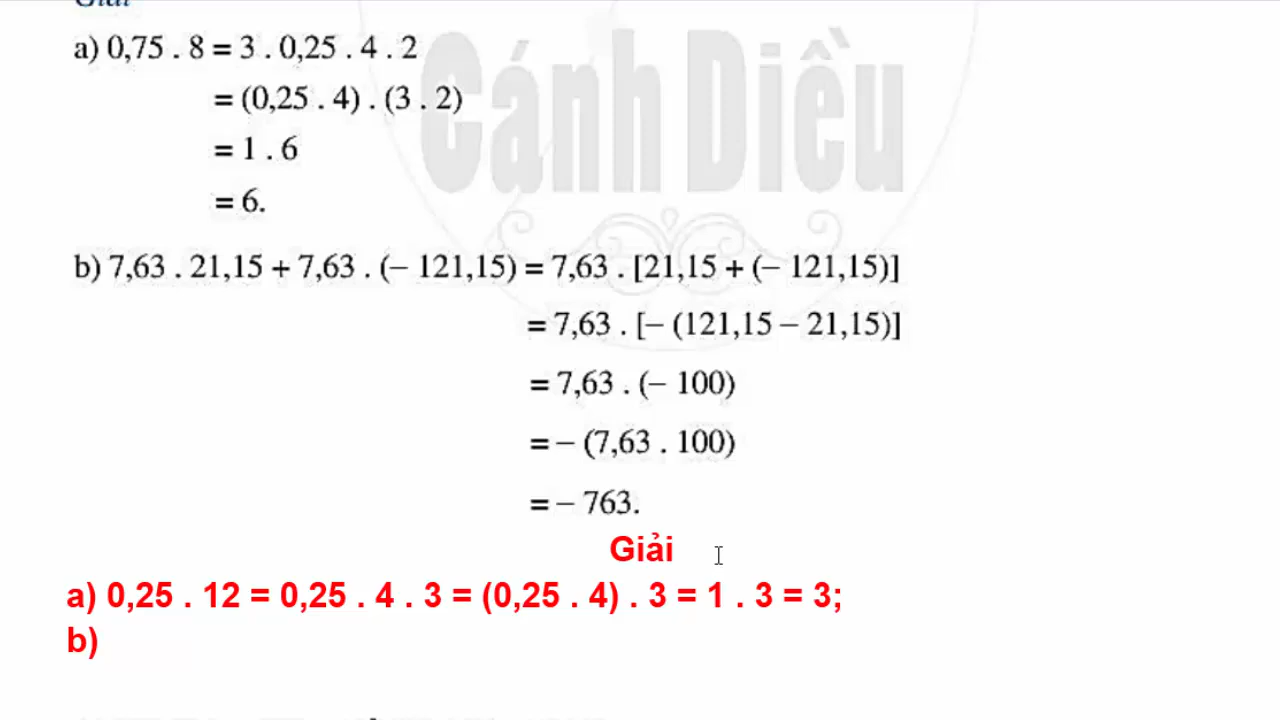 Giải
a) 0,75 . 8 = 3 . 0,25 . 4 . 2
= (0,25 . 4) . (3 . 2)
= 1 . 6
= 6.
Cánh Diều
b) 7,63 . 21,15 + 7,63 . (– 121,15) = 7,63 . [21,15 + (– 121,15)]
= 7,63 . [– (121,15 – 21,15)]
= 7,63 . (– 100)
= – (7,63 . 100)
= – 763.
Giải
a) 0,25 . 12 = 0,25 . 4 . 3 = (0,25 . 4) . 3 = 1 . 3 = 3;
b)